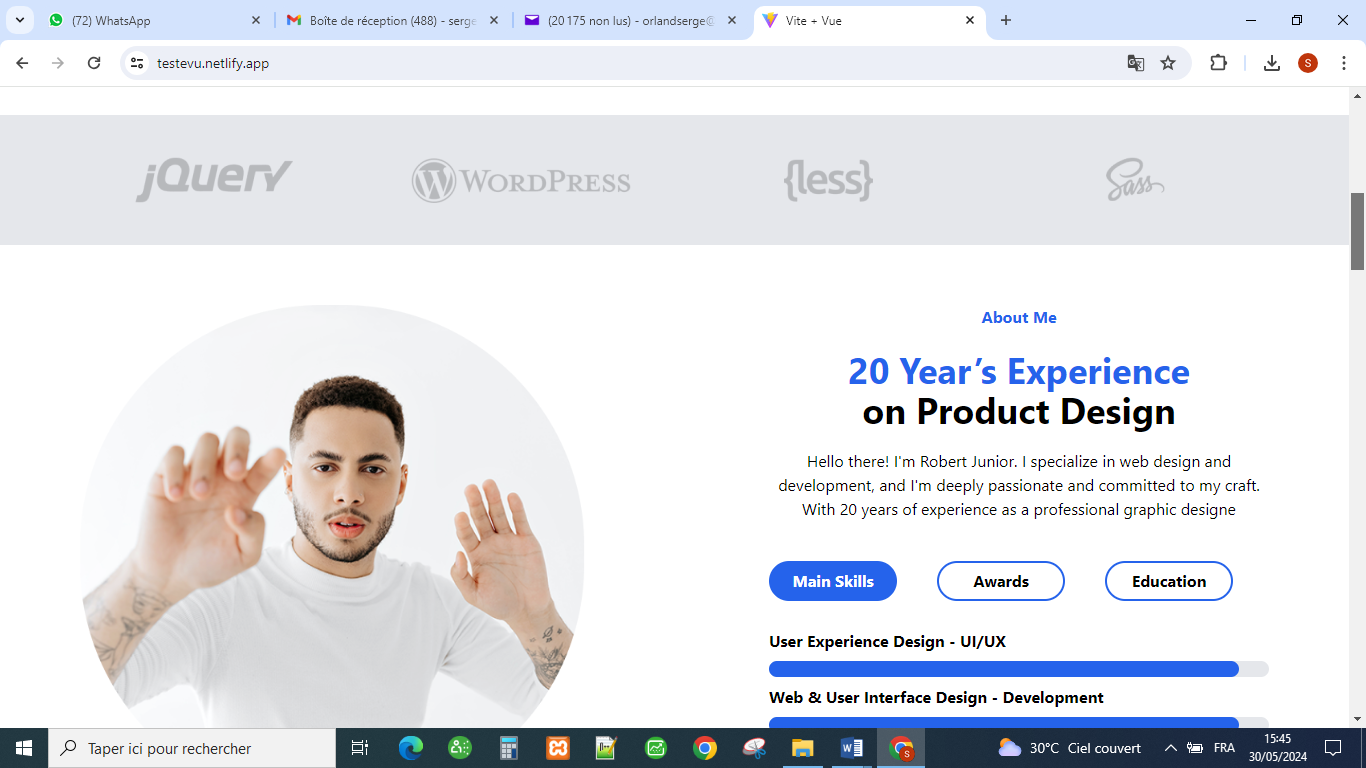 (72) WhatsApp
Boîte de réception (488) - serge
(20 175 non lus) - orlandserge@
Vite + Vue
testevu.netlify.app
jQuery
WORDPRESS
{less}
Sass
About Me
20 Year’s Experience
on Product Design
Hello there! I'm Robert Junior. I specialize in web design and
development, and I'm deeply passionate and committed to my craft.
With 20 years of experience as a professional graphic designe
Main Skills
Awards
Education
User Experience Design - UI/UX
Web & User Interface Design - Development
Taper ici pour rechercher
30°C Ciel couvert
FRA
15:45
30/05/2024